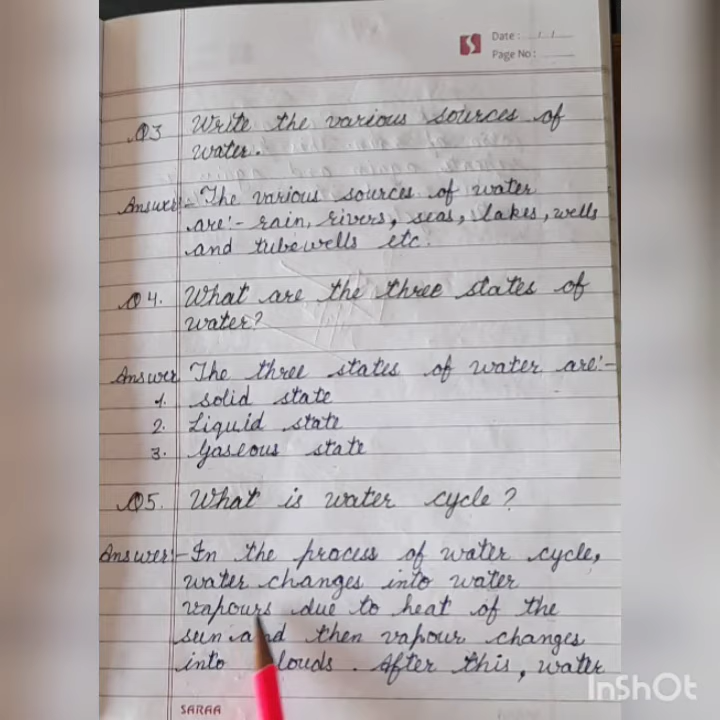 Date : ../../
Page No :
Q3 Write the various sources of
water.
Answer:- The various sources of water
are:- rain, rivers, seas, lakes, wells
and tubewells etc.
Q4. What are the three states of
water?
Answer The three states of water are:-
1. solid state
2. Liquid state
3. Gaseous state
Q5. What is water cycle?
Answer:- In the process of water cycle,
water changes into water
vapours due to heat of the
sun and then vapour changes
into louds. After this, water
SARAA
InShOt